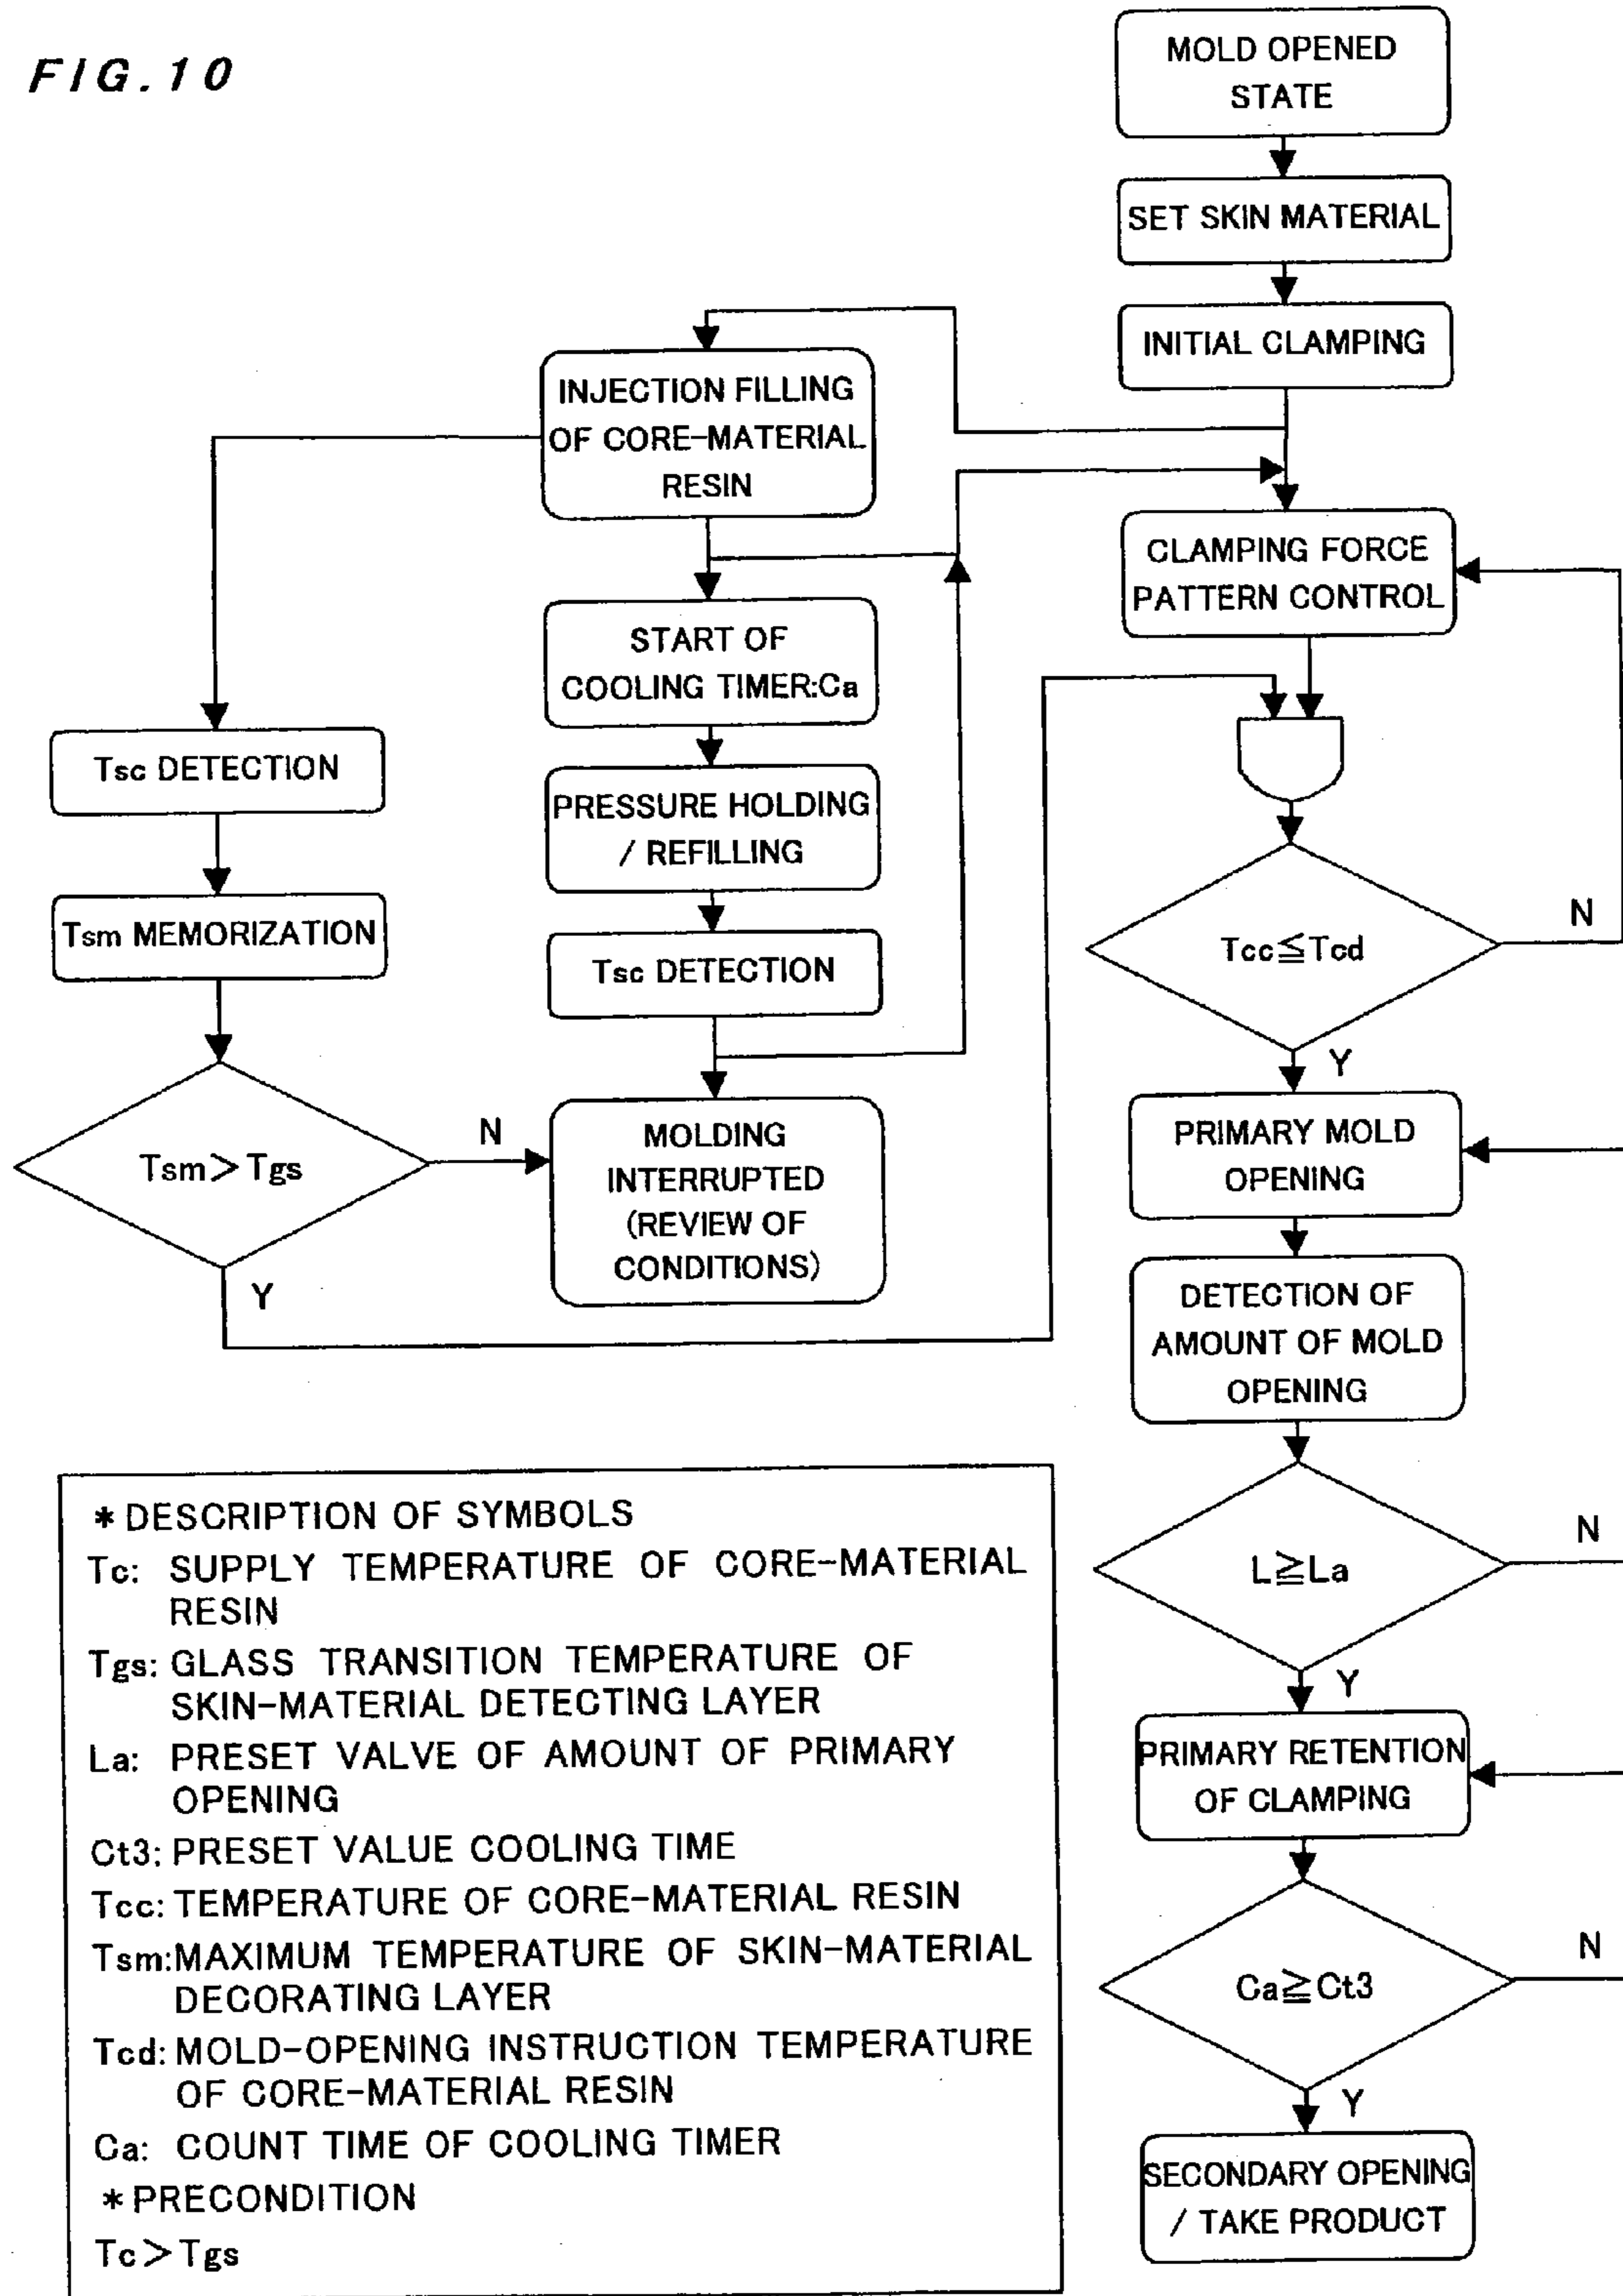 FIG.10
MOLD OPENED
STATE
SET SKIN MATERIAL
INITIAL CLAMPING
INJECTION FILLING
OF CORE-MATERIAL
RESIN
CLAMPING FORCE
PATTERN CONTROL
START OF
COOLING TIMER:Ca
Tsc DETECTION
PRESSURE HOLDING
/ REFILLING
Tsm MEMORIZATION
Tsc DETECTION
Tcc≦Tcd
N
Y
Tsm>Tgs
N
Y
MOLDING
INTERRUPTED
(REVIEW OF
CONDITIONS)
PRIMARY MOLD
OPENING
DETECTION OF
AMOUNT OF MOLD
OPENING
L≧La
N
Y
PRIMARY RETENTION
OF CLAMPING
Ca≧Ct3
N
Y
SECONDARY OPENING
/ TAKE PRODUCT
* DESCRIPTION OF SYMBOLS
Tc: SUPPLY TEMPERATURE OF CORE-MATERIAL
RESIN
Tgs: GLASS TRANSITION TEMPERATURE OF
SKIN-MATERIAL DETECTING LAYER
La: PRESET VALVE OF AMOUNT OF PRIMARY
OPENING
Ct3: PRESET VALUE COOLING TIME
Tcc: TEMPERATURE OF CORE-MATERIAL RESIN
Tsm:MAXIMUM TEMPERATURE OF SKIN-MATERIAL
DECORATING LAYER
Tcd: MOLD-OPENING INSTRUCTION TEMPERATURE
OF CORE-MATERIAL RESIN
Ca: COUNT TIME OF COOLING TIMER
* PRECONDITION
Tc>Tgs